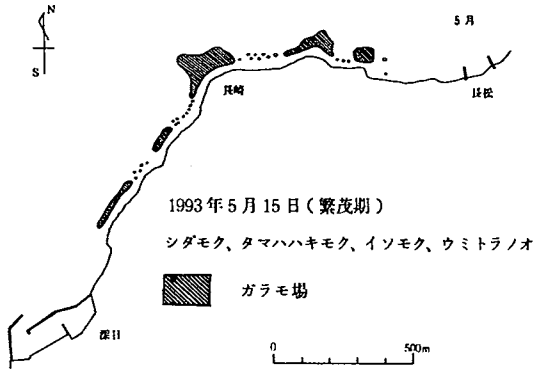 N
S
5月
長崎
長松
1993年5月15日(繁茂期)
シダモク、タマハハキモク、イソモク、ウミトラノオ
ガラモ場
深日
0 500m